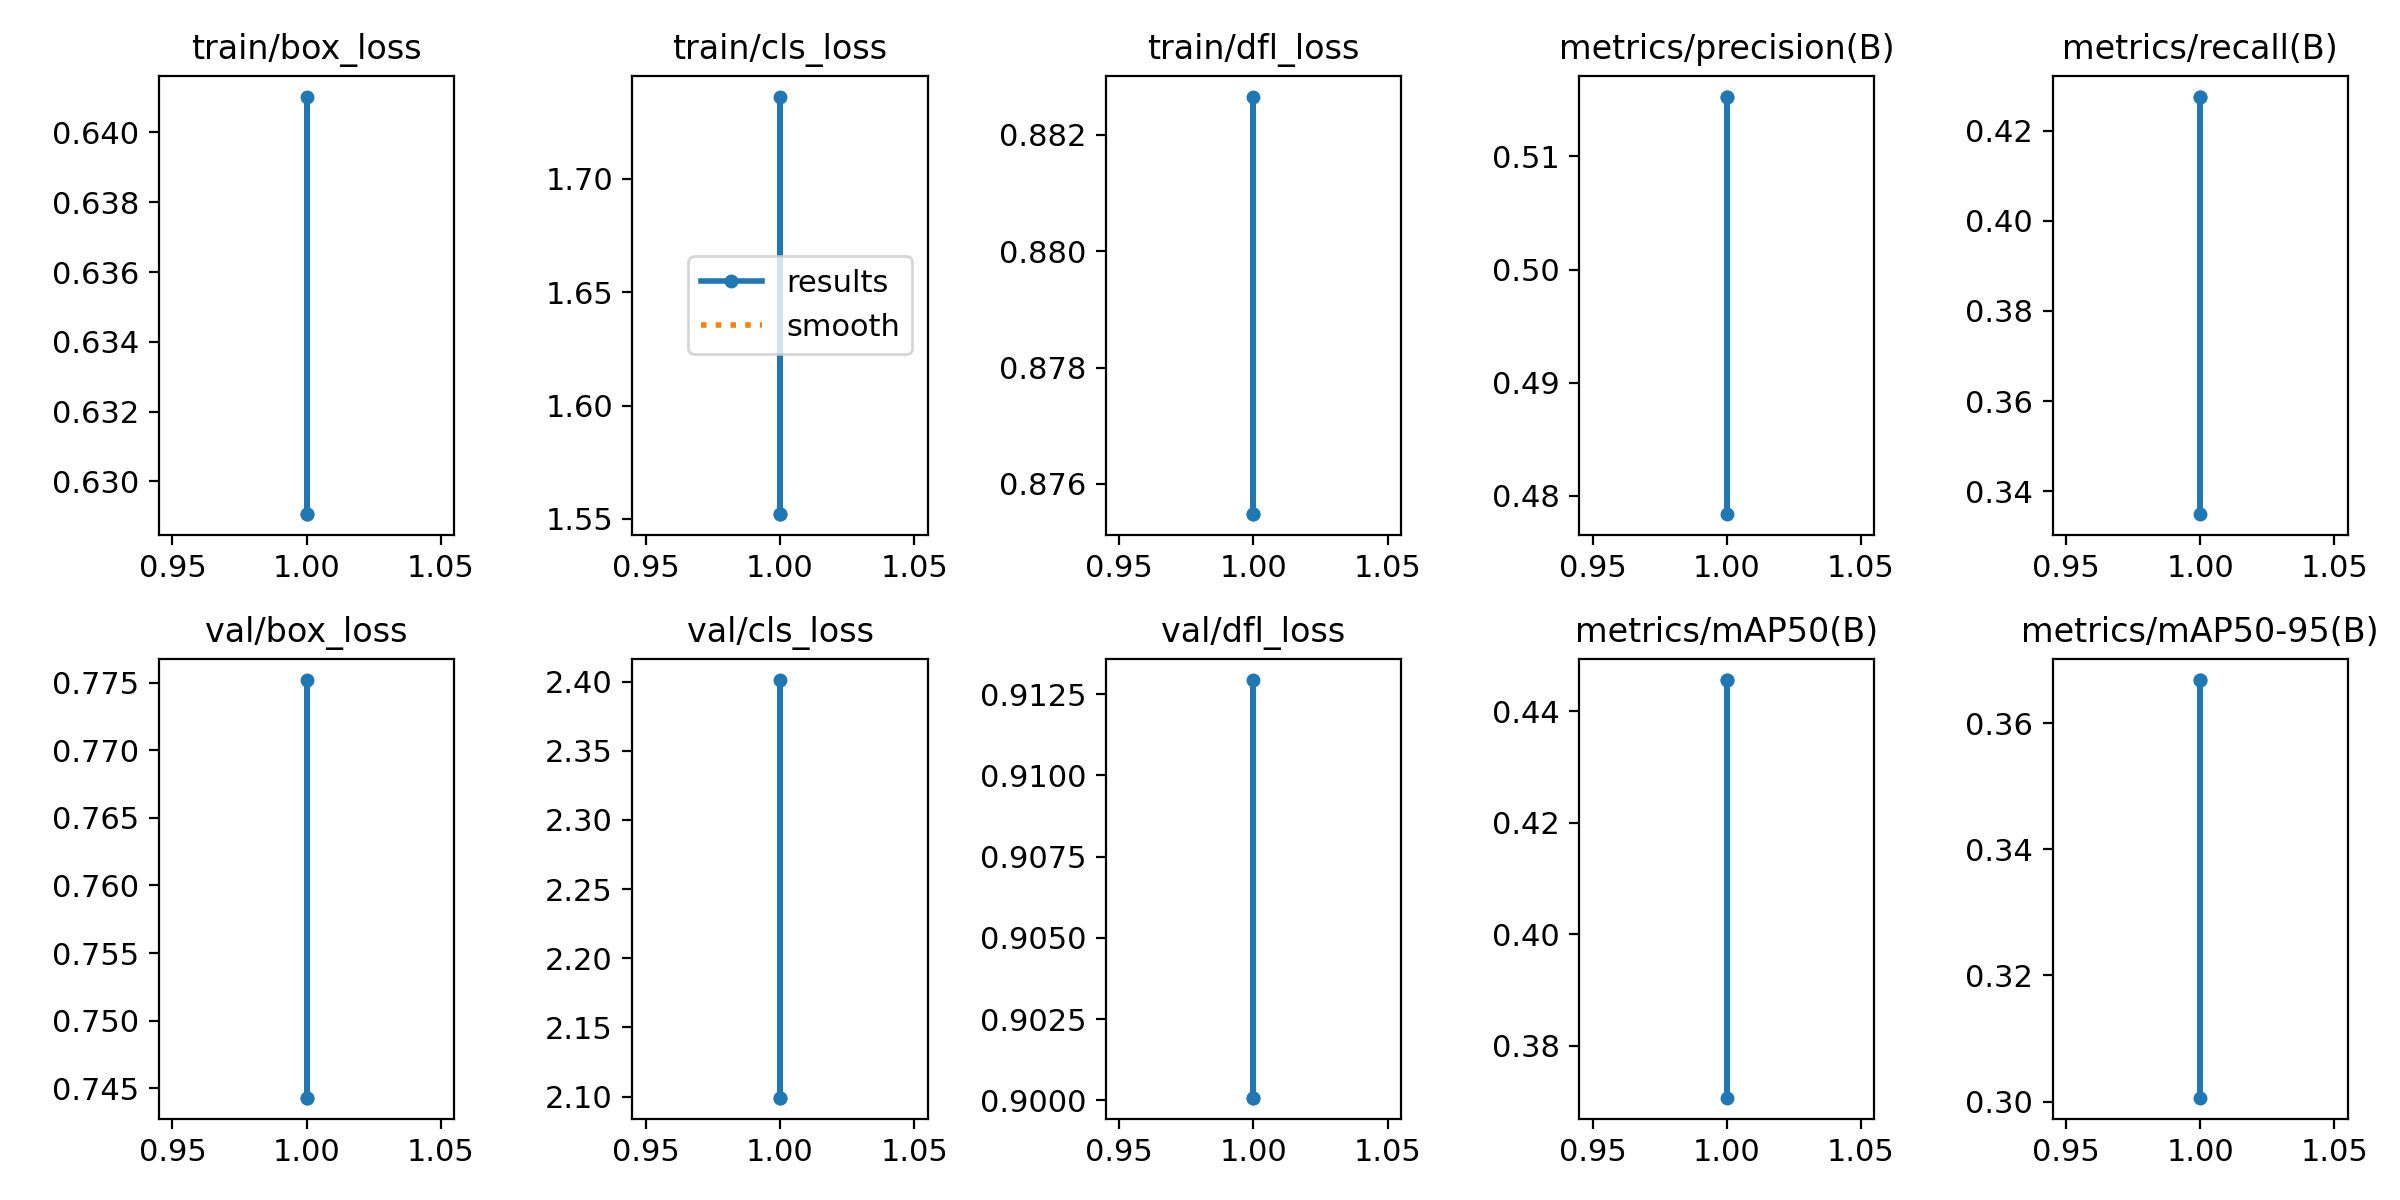 train/box_loss
0.640
0.638
0.636
0.634
0.632
0.630
0.95 1.00 1.05
train/cls_loss
1.70
1.65
1.60
1.55
results
smooth
0.95 1.00 1.05
train/dfl_loss
0.882
0.880
0.878
0.876
0.95 1.00 1.05
metrics/precision(B)
0.51
0.50
0.49
0.48
0.95 1.00 1.05
metrics/recall(B)
0.42
0.40
0.38
0.36
0.34
0.95 1.00 1.05
val/box_loss
0.775
0.770
0.765
0.760
0.755
0.750
0.745
0.95 1.00 1.05
val/cls_loss
2.40
2.35
2.30
2.25
2.20
2.15
2.10
0.95 1.00 1.05
val/dfl_loss
0.9125
0.9100
0.9075
0.9050
0.9025
0.9000
0.95 1.00 1.05
metrics/mAP50(B)
0.44
0.42
0.40
0.38
0.95 1.00 1.05
metrics/mAP50-95(B)
0.36
0.34
0.32
0.30
0.95 1.00 1.05